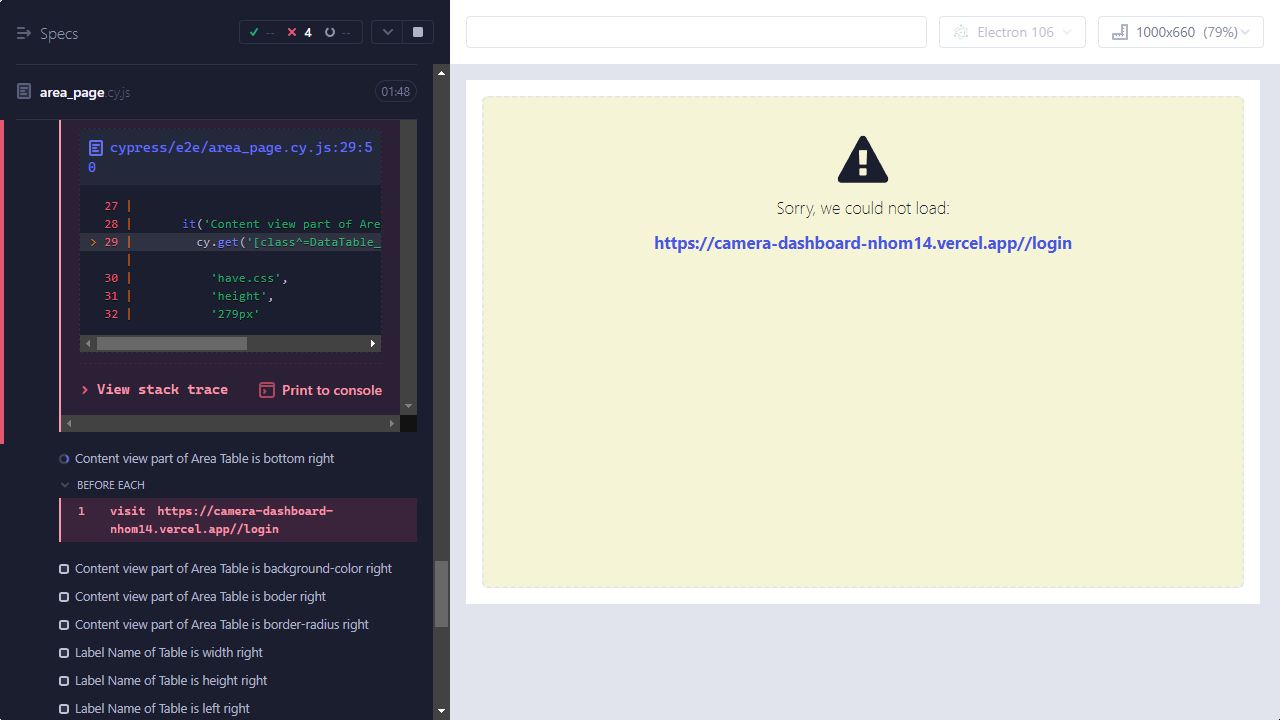 Specs
-- 4 --
Electron 106
1000x660 (79%)
area_page.cy.js
01:48
cypress/e2e/area_page.cy.js:29:5
0
27 |
28 | it('Content view part of Are
> 29 | cy.get('[class^=DataTable_
|
30 | 'have.css',
31 | 'height',
32 | '279px'
> View stack trace
Print to console
Content view part of Area Table is bottom right
BEFORE EACH
1 visit https://camera-dashboard-
nhom14.vercel.app//login
Content view part of Area Table is background-color right
Content view part of Area Table is boder right
Content view part of Area Table is border-radius right
Label Name of Table is width right
Label Name of Table is height right
Label Name of Table is left right
Sorry, we could not load:
https://camera-dashboard-nhom14.vercel.app//login